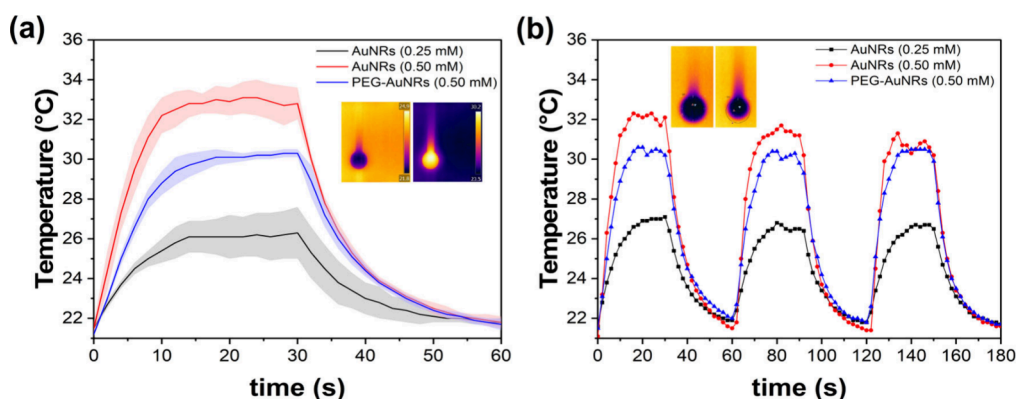 (a)
36
34
32
30
28
26
24
22
Temperature (°C)
0 10 20 30 40 50 60
time (s)
AuNRs (0.25 mM)
AuNRs (0.50 mM)
PEG-AuNRs (0.50 mM)
30.2
(b)
36
34
32
30
28
26
24
22
Temperature (°C)
0 20 40 60 80 100 120 140 160 180
time (s)
AuNRs (0.25 mM)
AuNRs (0.50 mM)
PEG-AuNRs (0.50 mM)